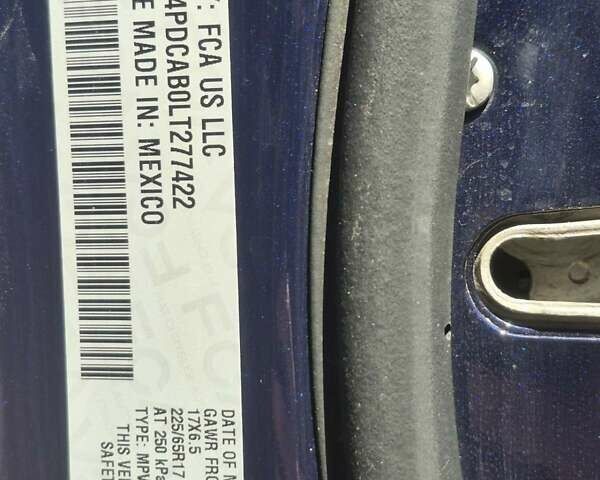 : FCA US LLC
4PDCAB0LT277422
E MADE IN: MEXICO
DATE OF M
GAWR FRO
17X6.5
225/65R17
AT 250 kPa
THIS VE
SAFE
TYPE: MPV